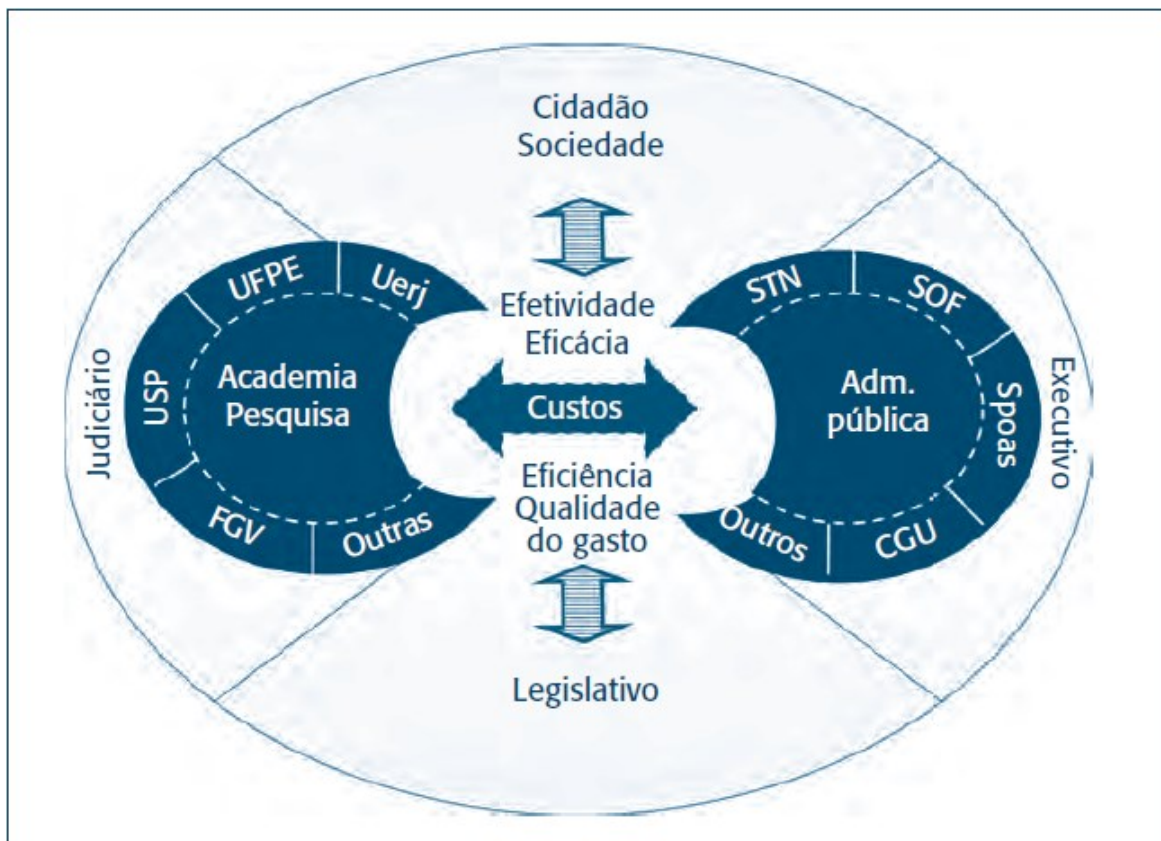 Cidadão
Sociedade
Judiciário
USP
UFPE
Uerj
Academia
Pesquisa
FGV
Outras
Efetividade
Eficácia
Custos
Eficiência
Qualidade
do gasto
STN
SOF
Spoas
Adm.
pública
Outros
CGU
Executivo
Legislativo